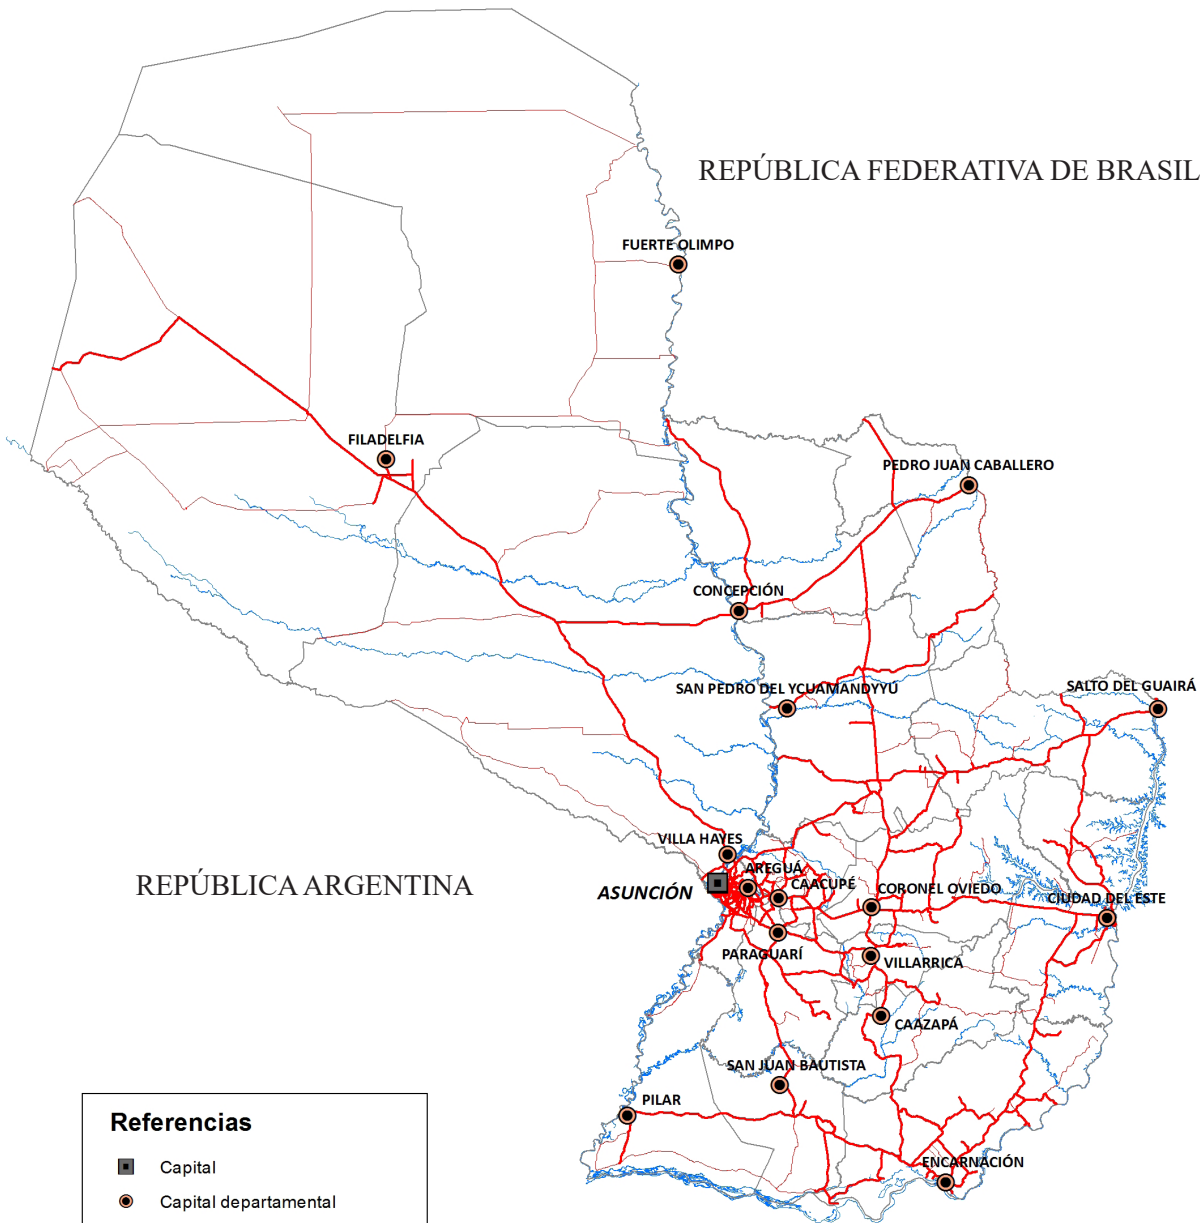 REPÚBLICA FEDERATIVA DE BRASIL
FUERTE OLIMPO
FILADELFIA
PEDRO JUAN CABALLERO
CONCEPCIÓN
SAN PEDRO DEL YCUAMANDYYÚ
SALTO DEL GUAIRÁ
VILLA HAYES
AREGUÁ
REPÚBLICA ARGENTINA
ASUNCIÓN
CAACUPÉ
CORONEL OVIEDO
CIUDAD DEL ESTE
PARAGUARÍ
VILLARRICA
CAAZAPÁ
SAN JUAN BAUTISTA
PILAR
ENCARNACIÓN
Referencias
Capital
Capital departamental